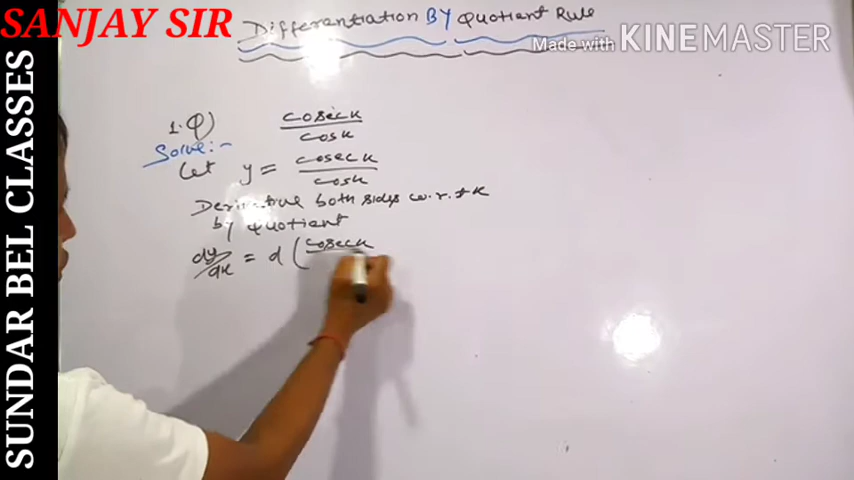 SANJAY SIR
SUNDAR BEL CLASSES
Made with KINEMASTER
Differentiation BY Quotient Rule
1.Q) cosecx / cosx
Solve:-
Let y = cosecx / cosx
Derivative both sides w.r.t x
by Quotient
dy/dx = d (cosecx